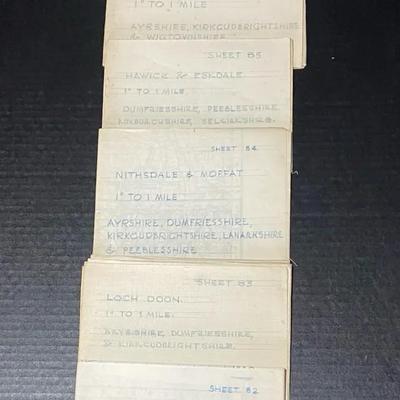 1" TO 1 MILE
AYRSHIRE, KIRKCUDBRIGHTSHIRE
& WIGTOWNSHIRE
SHEET 85
HAWICK & ESKDALE
1" TO 1 MILE
DUMFRIESSHIRE, PEEBLESSHIRE
ROXBURGHSHIRE, SELKIRKSHIRE.
SHEET 84
NITHSDALE & MOFFAT
1" TO 1 MILE
AYRSHIRE, DUMFRIESSHIRE,
KIRKCUDBRIGHTSHIRE, LANARKSHIRE
& PEEBLESSHIRE
SHEET 83
LOCH DOON.
1" TO 1 MILE.
AYRSHIRE, DUMFRIESSHIRE,
& KIRKCUDBRIGHTSHIRE.
SHEET 82